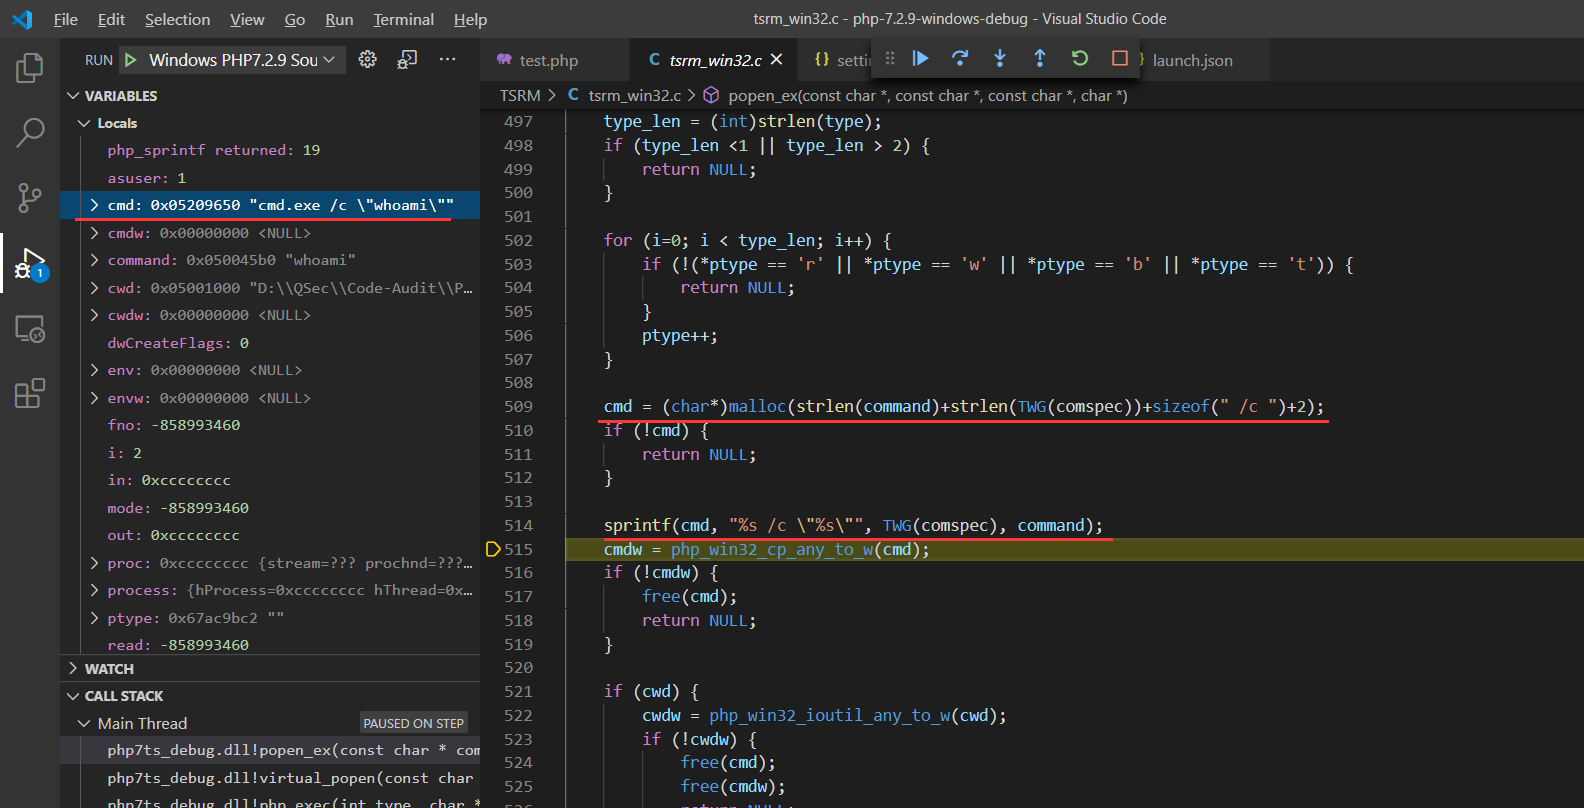 File Edit Selection View Go Run Terminal Help
tsrm_win32.c - php-7.2.9-windows-debug - Visual Studio Code
RUN Windows PHP7.2.9 Sou
test.php
C tsrm_win32.c
{} setti
launch.json
TSRM > C tsrm_win32.c > popen_ex(const char *, const char *, const char *, char *)
VARIABLES
Locals
php_sprintf returned: 19
asuser: 1
cmd: 0x05209650 "cmd.exe /c \"whoami\""
cmdw: 0x00000000 <NULL>
command: 0x050045b0 "whoami"
cwd: 0x05001000 "D:\\QSec\\Code-Audit\\P…
cwdw: 0x00000000 <NULL>
dwCreateFlags: 0
env: 0x00000000 <NULL>
envw: 0x00000000 <NULL>
fno: -858993460
i: 2
in: 0xcccccccc
mode: -858993460
out: 0xcccccccc
proc: 0xcccccccc {stream=??? prochnd=???…
process: {hProcess=0xcccccccc hThread=0x…
ptype: 0x67ac9bc2 ""
read: -858993460
WATCH
CALL STACK
Main Thread PAUSED ON STEP
php7ts_debug.dll!popen_ex(const char * com
php7ts_debug.dll!virtual_popen(const char
php7ts_debug.dll!php_exec(int type, char *
1
497 type_len = (int)strlen(type);
498 if (type_len <1 || type_len > 2) {
499 return NULL;
500 }
501
502 for (i=0; i < type_len; i++) {
503 if (!(*ptype == 'r' || *ptype == 'w' || *ptype == 'b' || *ptype == 't')) {
504 return NULL;
505 }
506 ptype++;
507 }
508
509 cmd = (char*)malloc(strlen(command)+strlen(TWG(comspec))+sizeof(" /c ")+2);
510 if (!cmd) {
511 return NULL;
512 }
513
514 sprintf(cmd, "%s /c \"%s\"", TWG(comspec), command);
515 cmdw = php_win32_cp_any_to_w(cmd);
516 if (!cmdw) {
517 free(cmd);
518 return NULL;
519 }
520
521 if (cwd) {
522 cwdw = php_win32_ioutil_any_to_w(cwd);
523 if (!cwdw) {
524 free(cmd);
525 free(cmdw);
526 return NULL;